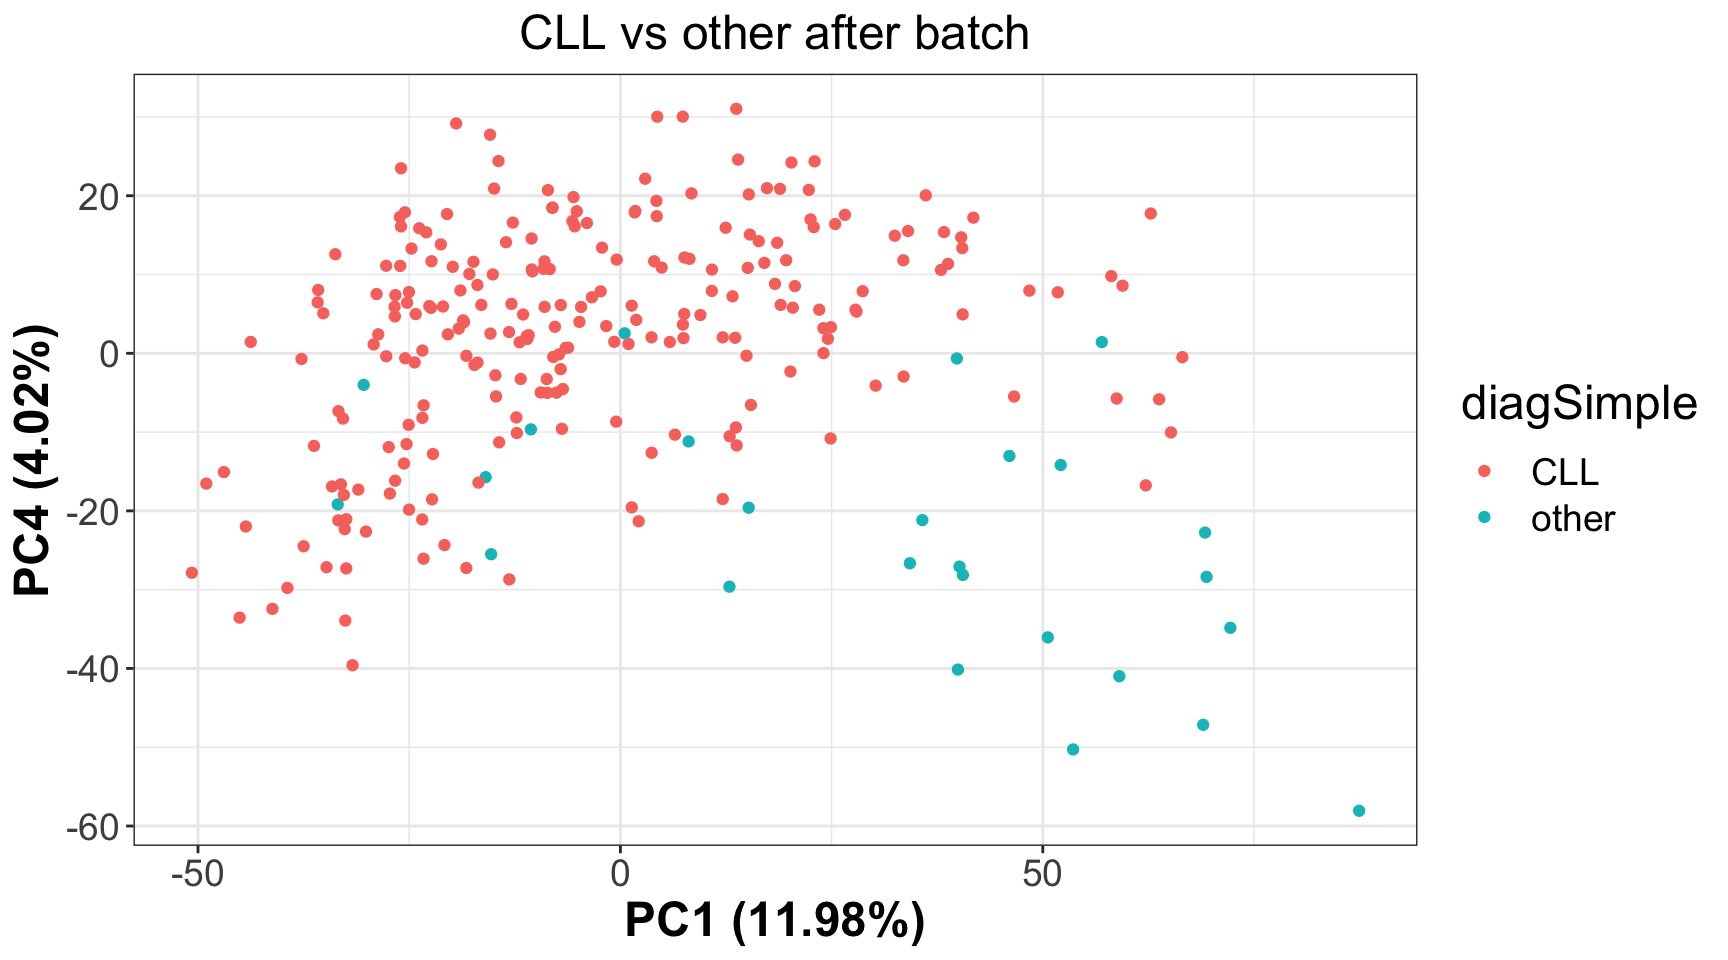 CLL vs other after batch
PC4 (4.02%)
20
0
-20
-40
-60
-50
0
50
PC1 (11.98%)
diagSimple
CLL
other